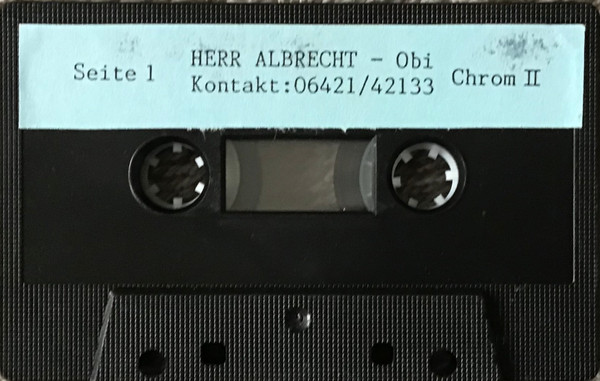 Seite 1
HERR ALBRECHT - Obi
Kontakt:06421/42133
Chrom II